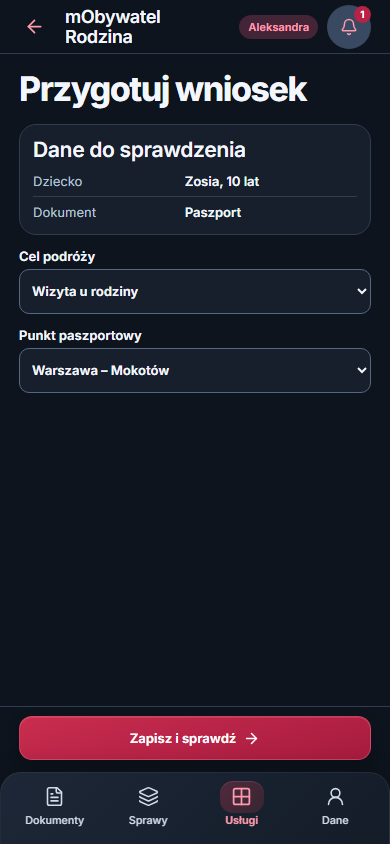 mObywatel
Rodzina
Aleksandra
1
Przygotuj wniosek
Dane do sprawdzenia
Dziecko Zosia, 10 lat
Dokument Paszport
Cel podróży
Wizyta u rodziny
Punkt paszportowy
Warszawa – Mokotów
Zapisz i sprawdź
Dokumenty Sprawy Usługi Dane